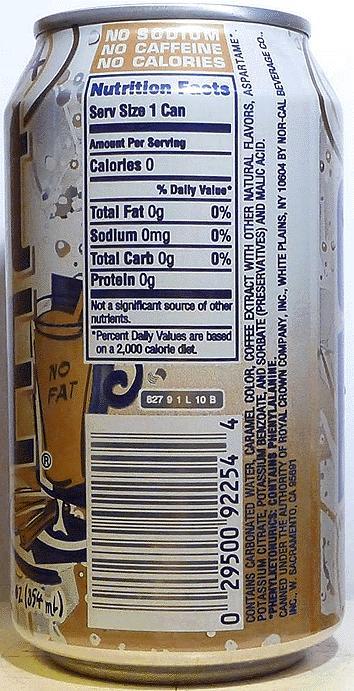 NO SODIUM
NO CAFFEINE
NO CALORIES
Nutrition Facts
Serv Size 1 Can
Amount Per Serving
Calories 0
% Daily Value*
Total Fat 0g 0%
Sodium 0mg 0%
Total Carb 0g 0%
Protein 0g
Not a significant source of other
nutrients.
*Percent Daily Values are based
on a 2,000 calorie diet.
NO
FAT
®
827 9 1 L 10 B
0 29500 92254 4
(354 mL)
CONTAINS CARBONATED WATER, CARAMEL COLOR, COFFEE EXTRACT WITH OTHER NATURAL FLAVORS, ASPARTAME*,
POTASSIUM CITRATE, POTASSIUM BENZOATE AND SORBATE (PRESERVATIVES) AND MALIC ACID.
*PHENYLKETONURICS: CONTAINS PHENYLALANINE.
CANNED UNDER THE AUTHORITY OF ROYAL CROWN COMPANY, INC., WHITE PLAINS, NY 10604 BY NOR-CAL BEVERAGE CO.,
INC., W. SACRAMENTO, CA 95691